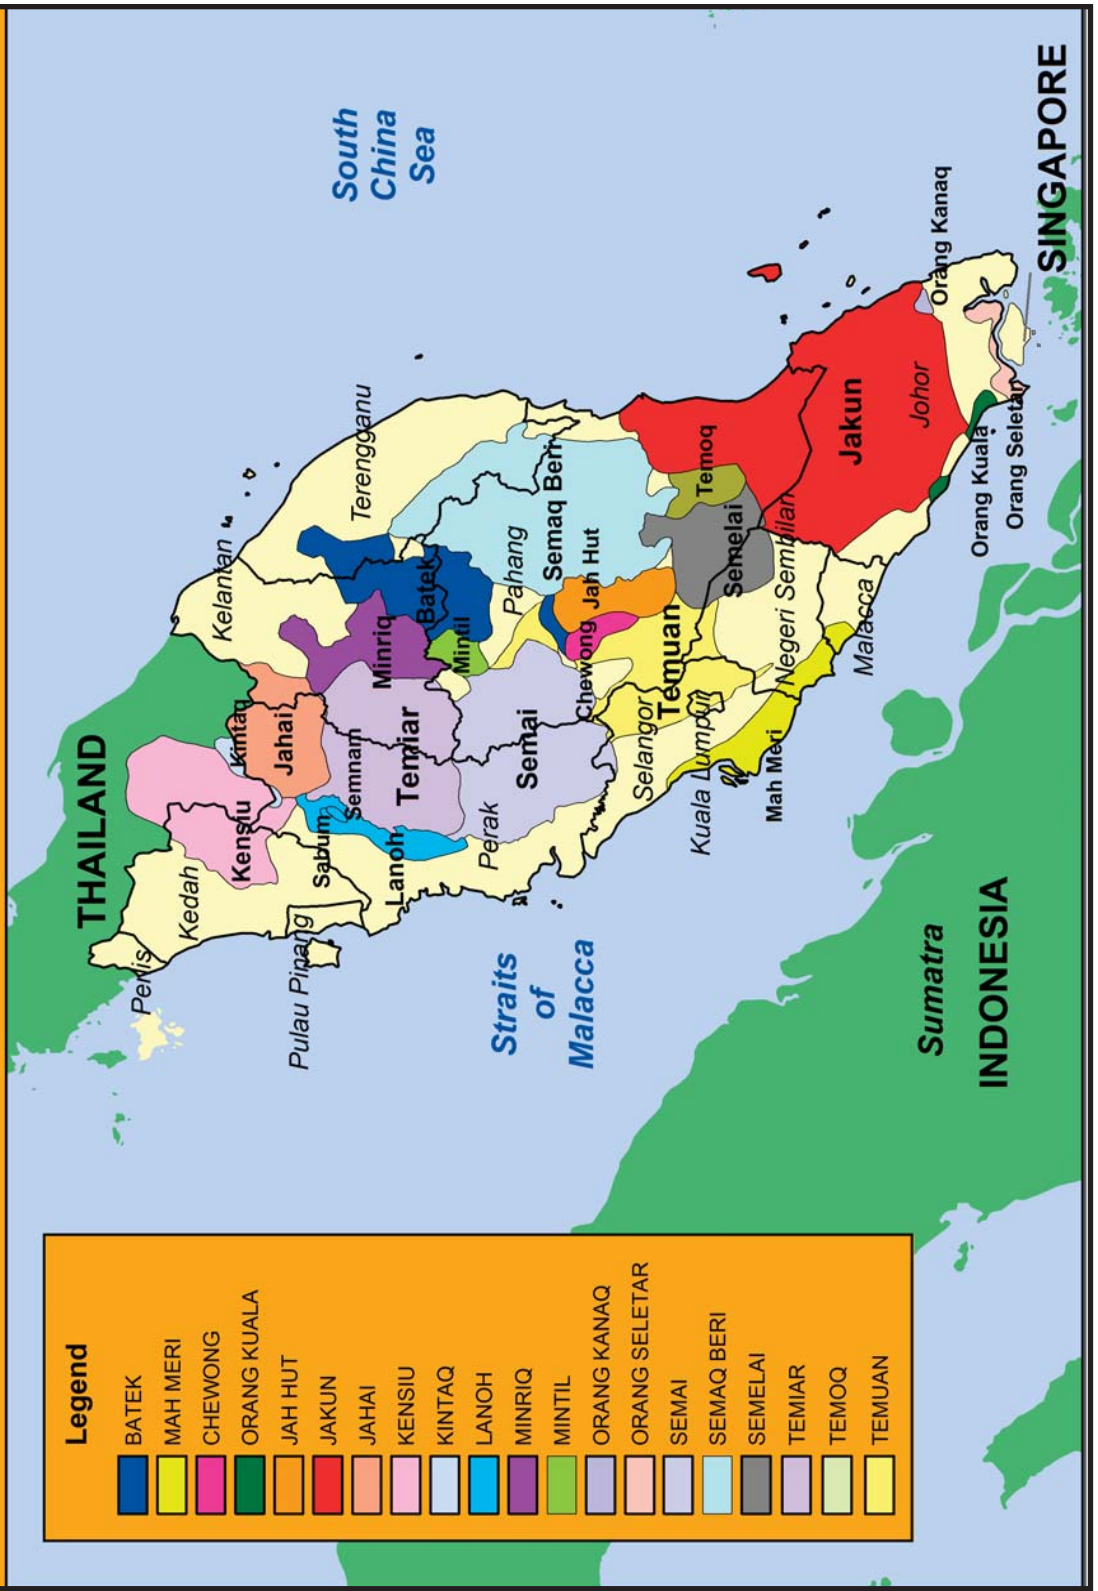 Legend
BATEK
MAH MERI
CHEWONG
ORANG KUALA
JAH HUT
JAKUN
JAHAI
KENSIU
KINTAQ
LANOH
MINRIQ
MINTIL
ORANG KANAQ
ORANG SELETAR
SEMAI
SEMAQ BERI
SEMELAI
TEMIAR
TEMOQ
TEMUAN
THAILAND
Perlis
Kedah
Kensiu
Kintaq
Jahai
Kelantan
Pulau Pinang
Sabum
Semnam
Lanoh
Temiar
Minriq
Batek
Mintil
Terengganu
South
China
Sea
Straits
of
Malacca
Perak
Semai
Pahang
Semaq Beri
Chewong
Jah Hut
Selangor
Temuan
Kuala Lumpur
Temoq
Semelai
Mah Meri
Negeri Sembilan
Malacca
Jakun
Johor
Orang Kanaq
Orang Kuala
Orang Seletar
SINGAPORE
Sumatra
INDONESIA